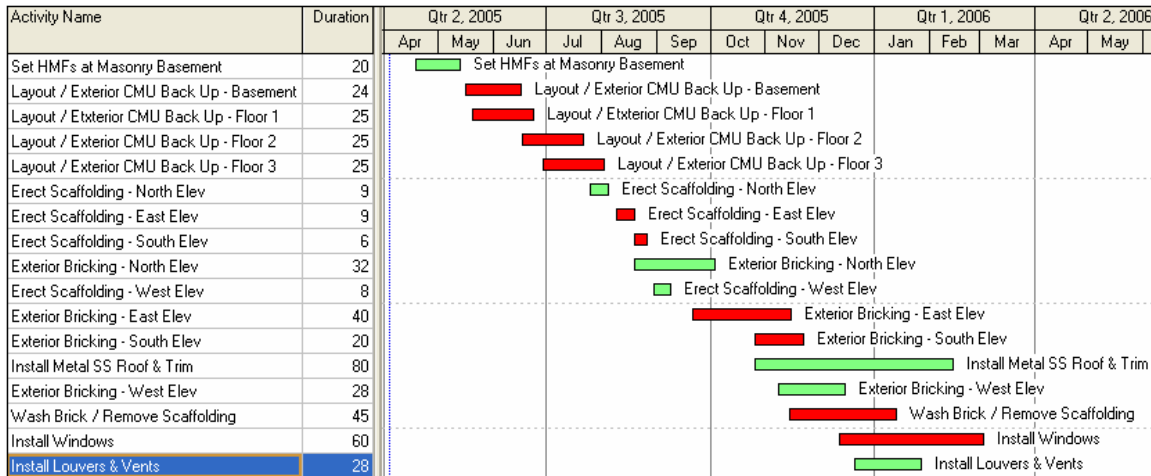 Activity Name Duration Qtr 2, 2005 Qtr 3, 2005 Qtr 4, 2005 Qtr 1, 2006 Qtr 2, 2006
Apr May Jun Jul Aug Sep Oct Nov Dec Jan Feb Mar Apr May
Set HMFs at Masonry Basement 20 Set HMFs at Masonry Basement
Layout / Exterior CMU Back Up - Basement 24 Layout / Exterior CMU Back Up - Basement
Layout / Etxterior CMU Back Up - Floor 1 25 Layout / Etxterior CMU Back Up - Floor 1
Layout / Exterior CMU Back Up - Floor 2 25 Layout / Exterior CMU Back Up - Floor 2
Layout / Exterior CMU Back Up - Floor 3 25 Layout / Exterior CMU Back Up - Floor 3
Erect Scaffolding - North Elev 9 Erect Scaffolding - North Elev
Erect Scaffolding - East Elev 9 Erect Scaffolding - East Elev
Erect Scaffolding - South Elev 6 Erect Scaffolding - South Elev
Exterior Bricking - North Elev 32 Exterior Bricking - North Elev
Erect Scaffolding - West Elev 8 Erect Scaffolding - West Elev
Exterior Bricking - East Elev 40 Exterior Bricking - East Elev
Exterior Bricking - South Elev 20 Exterior Bricking - South Elev
Install Metal SS Roof & Trim 80 Install Metal SS Roof & Trim
Exterior Bricking - West Elev 28 Exterior Bricking - West Elev
Wash Brick / Remove Scaffolding 45 Wash Brick / Remove Scaffolding
Install Windows 60 Install Windows
Install Louvers & Vents 28 Install Louvers & Vents